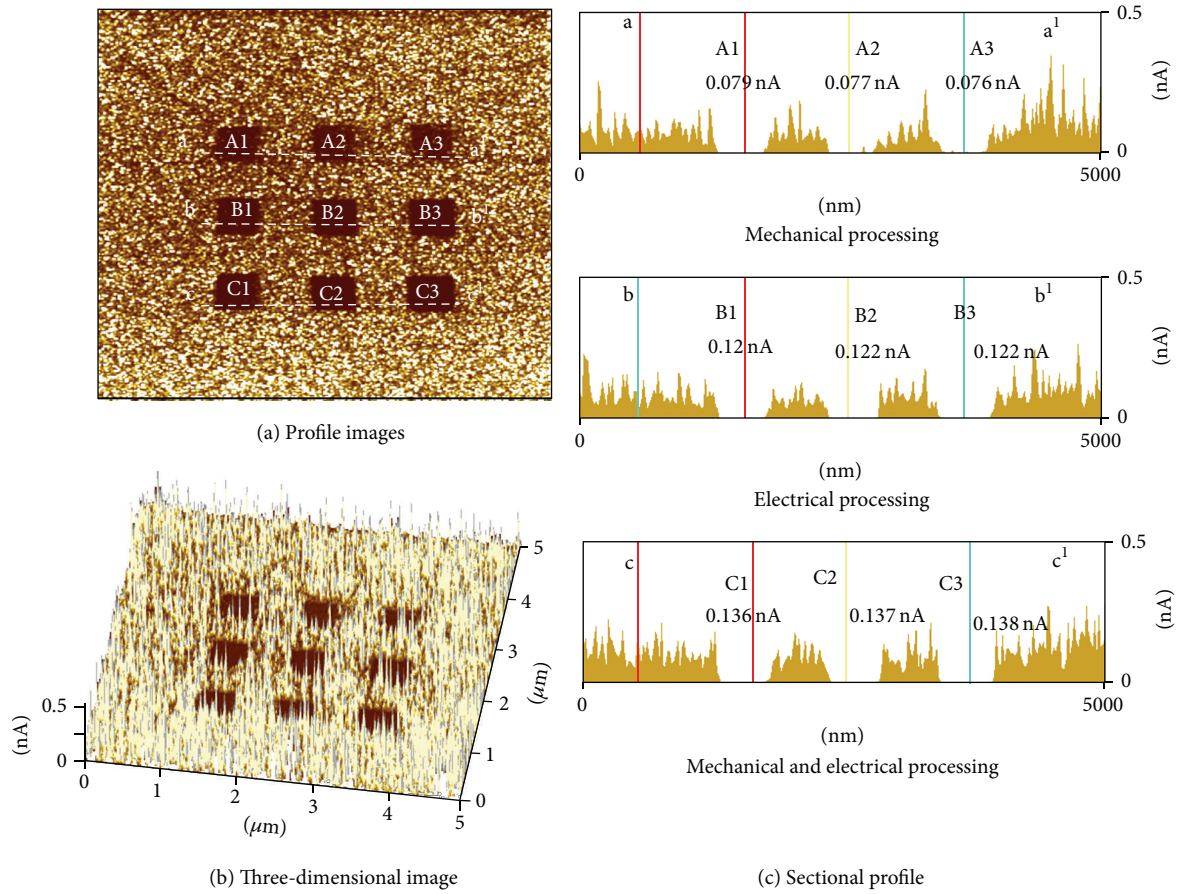 A1 A2 A3
a a¹
B1 B2 B3
b b¹
C1 C2 C3
c c¹
(a) Profile images
0.5
(nA)
0
0 1 2 3 4 5
(μm)
0 1 2 3 4 5
(μm)
(b) Three-dimensional image
a A1 A2 A3 a¹
0.079 nA 0.077 nA 0.076 nA
0.5
(nA)
0
0 5000
(nm)
Mechanical processing
b B1 B2 B3 b¹
0.12 nA 0.122 nA 0.122 nA
0.5
(nA)
0
0 5000
(nm)
Electrical processing
c C1 C2 C3 c¹
0.136 nA 0.137 nA 0.138 nA
0.5
(nA)
0
0 5000
(nm)
Mechanical and electrical processing
(c) Sectional profile